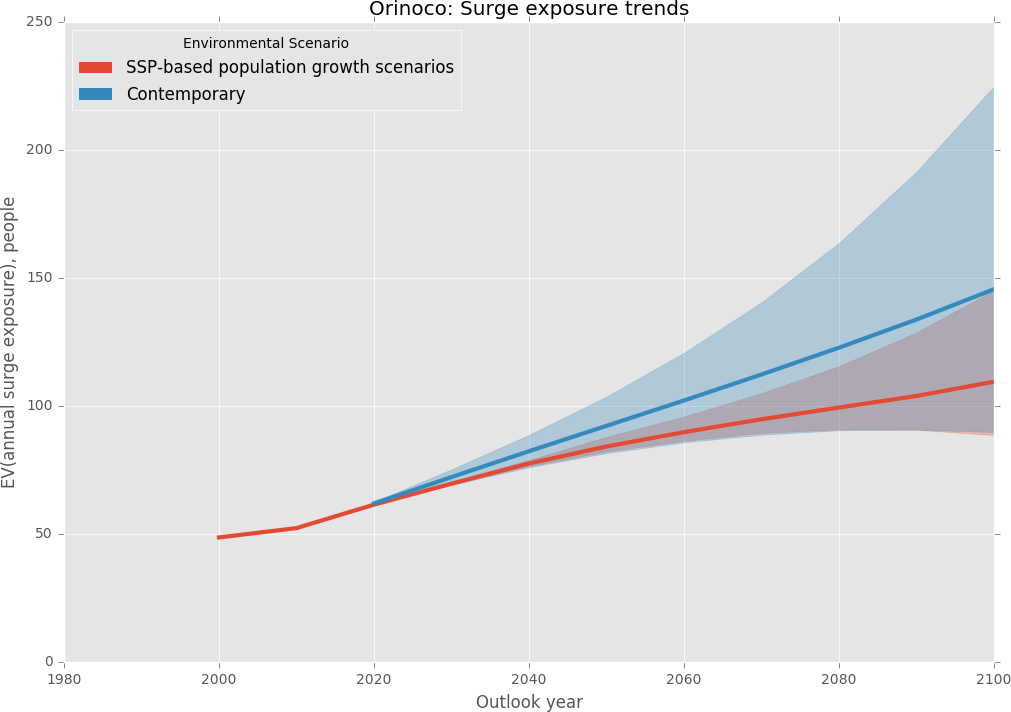 Orinoco: Surge exposure trends
Environmental Scenario
SSP-based population growth scenarios
Contemporary
EV(annual surge exposure), people
250
200
150
100
50
0
1980 2000 2020 2040 2060 2080 2100
Outlook year